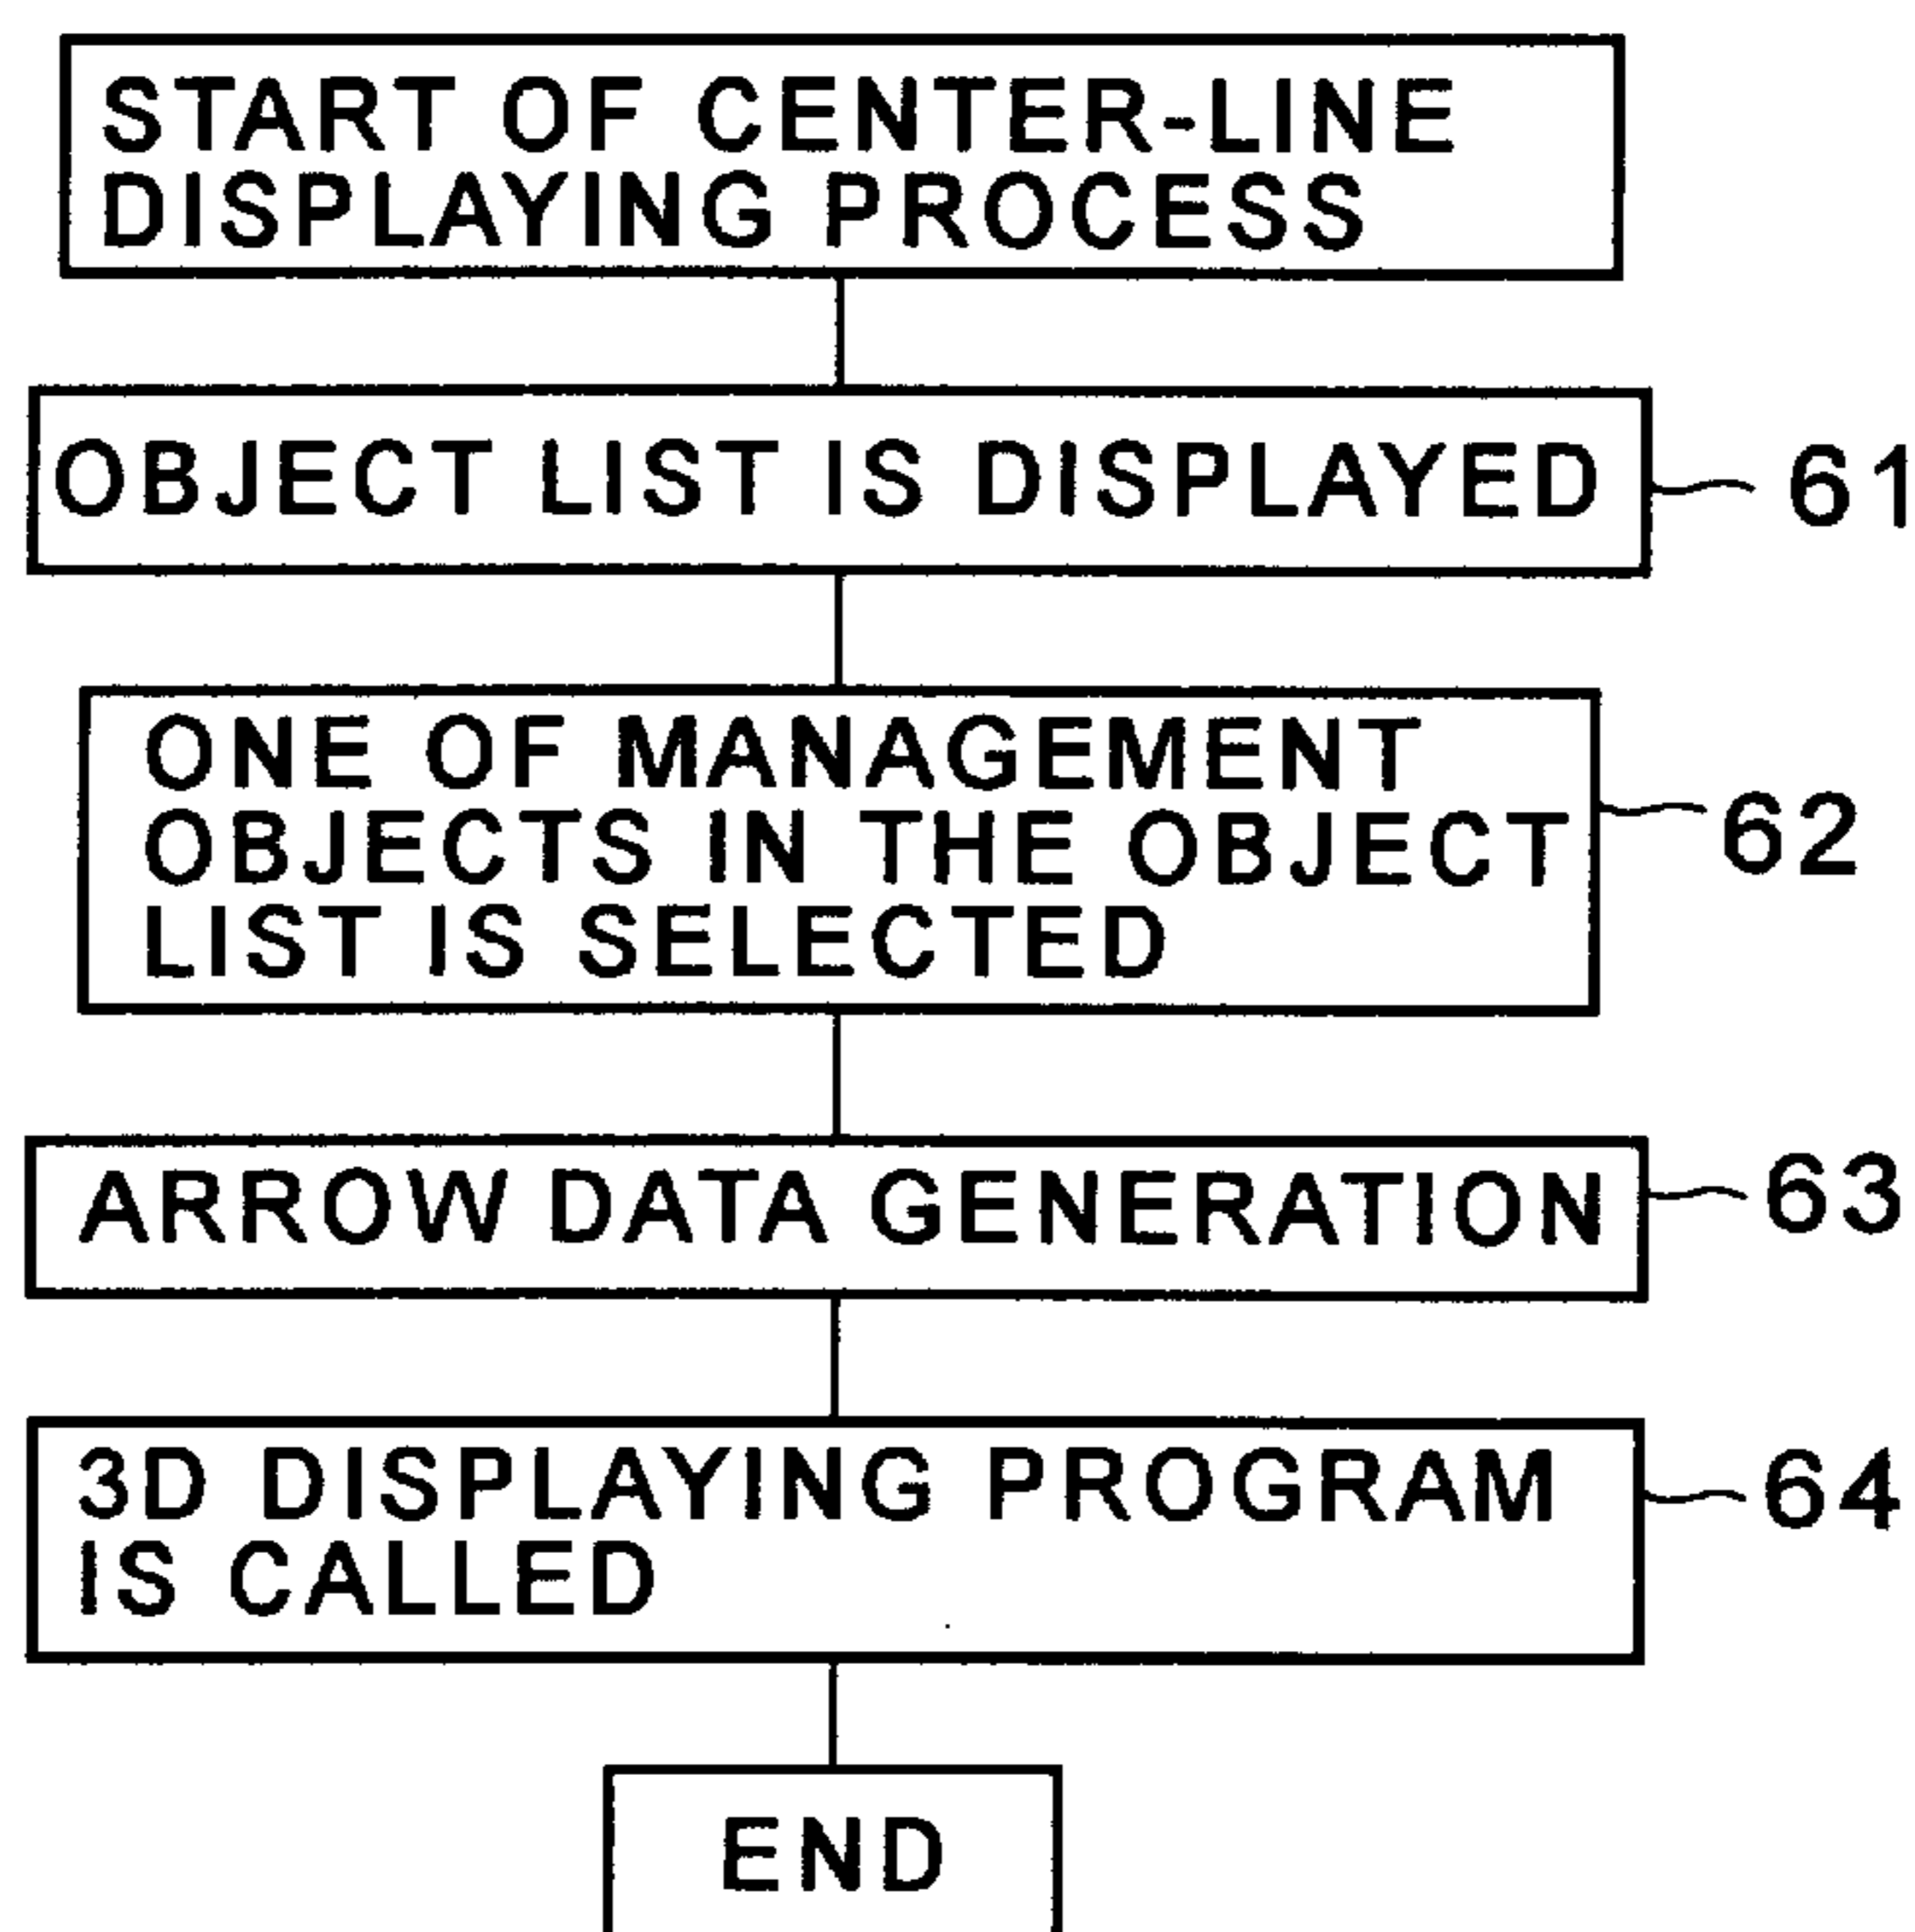 START OF CENTER-LINE
DISPLAYING PROCESS
OBJECT LIST IS DISPLAYED
61
ONE OF MANAGEMENT
OBJECTS IN THE OBJECT
LIST IS SELECTED
62
ARROW DATA GENERATION
63
3D DISPLAYING PROGRAM
IS CALLED
64
END